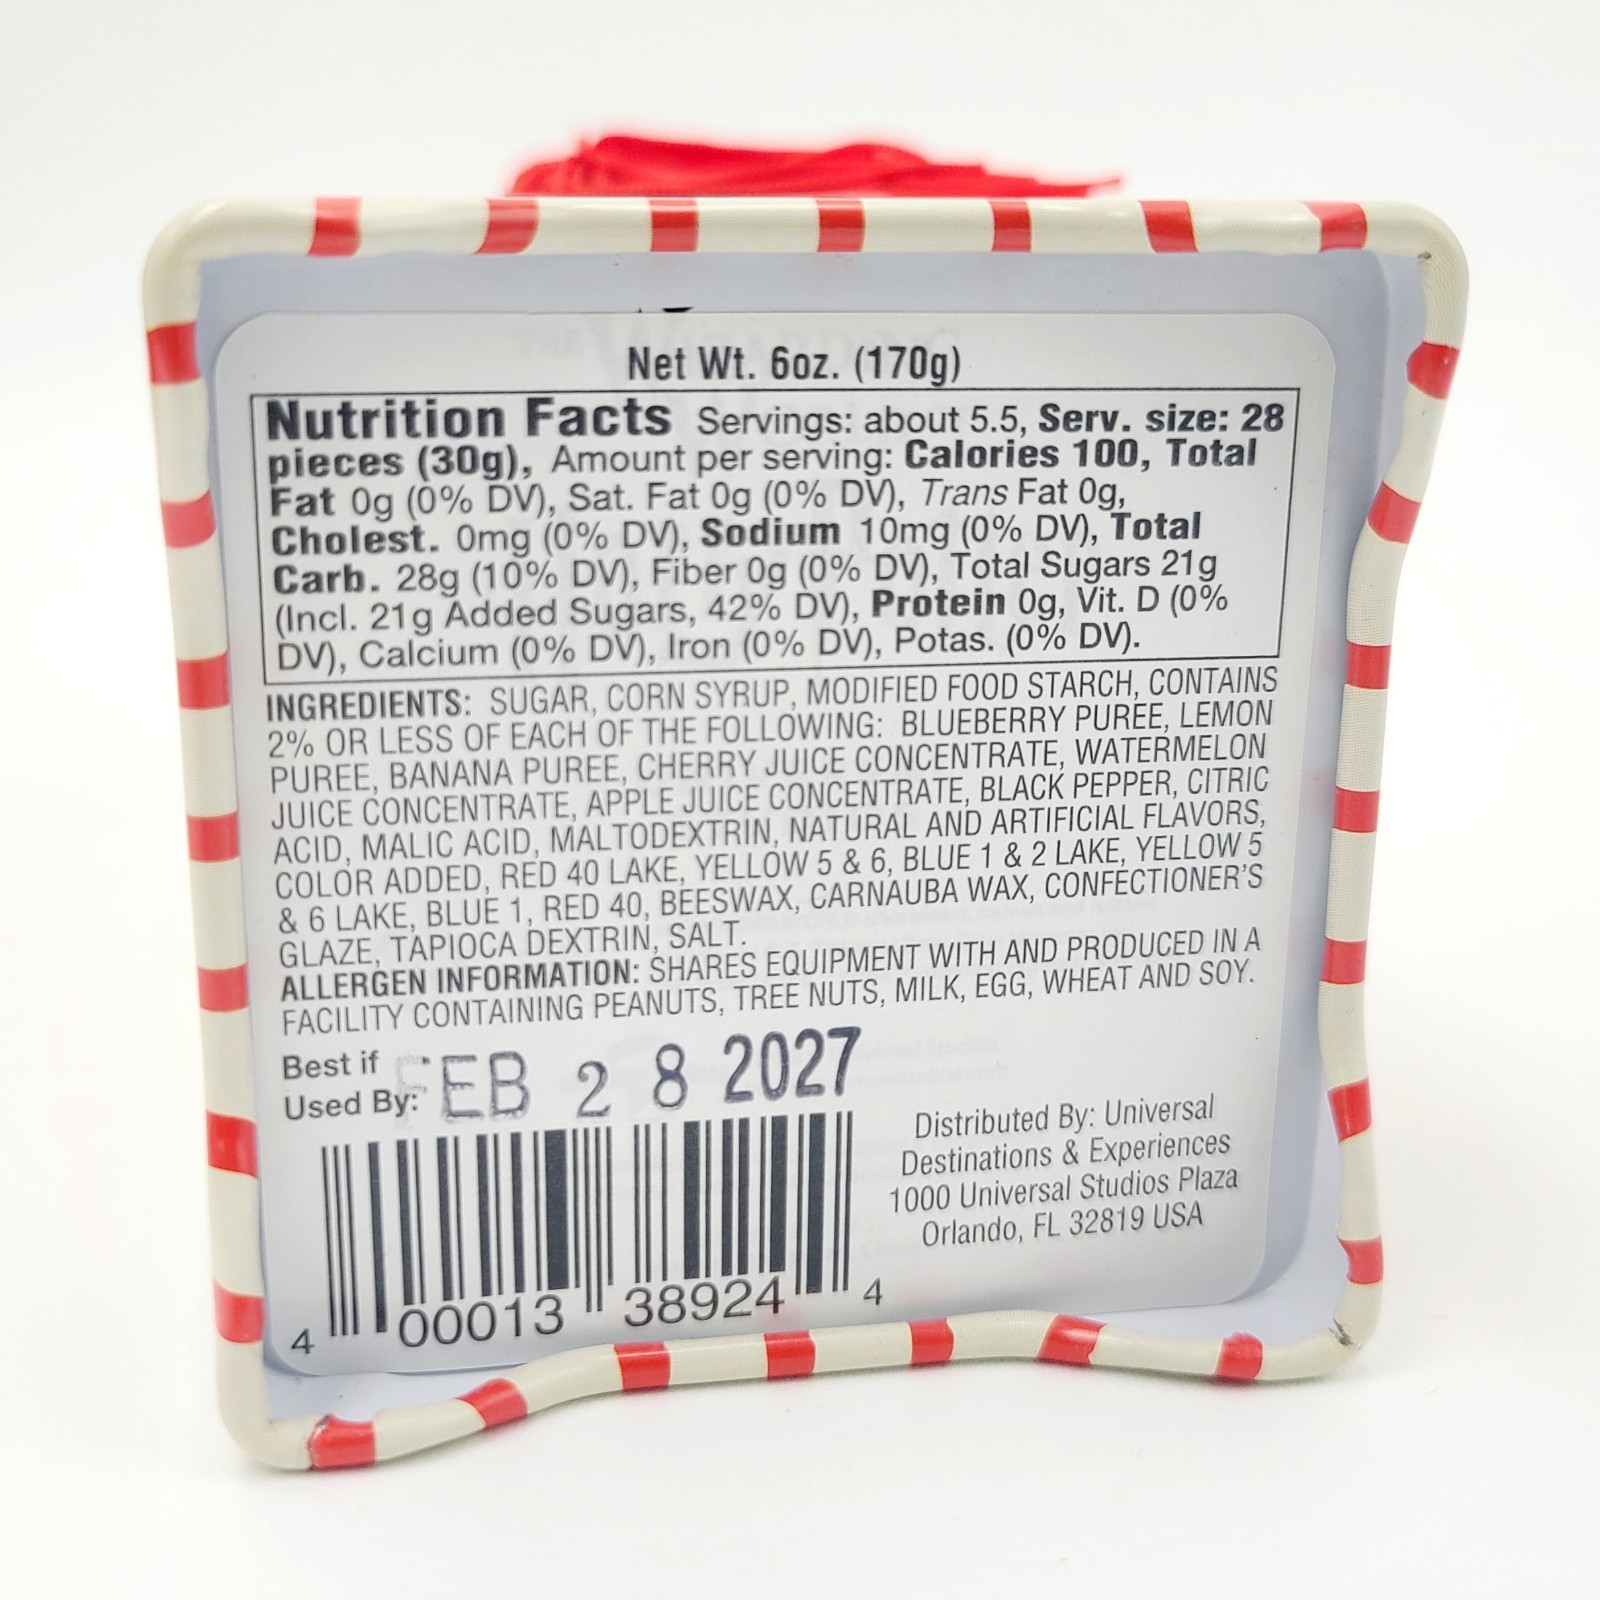 Net Wt. 6oz. (170g)
Nutrition Facts Servings: about 5.5, Serv. size: 28
pieces (30g), Amount per serving: Calories 100, Total
Fat 0g (0% DV), Sat. Fat 0g (0% DV), Trans Fat 0g,
Cholest. 0mg (0% DV), Sodium 10mg (0% DV), Total
Carb. 28g (10% DV), Fiber 0g (0% DV), Total Sugars 21g
(Incl. 21g Added Sugars, 42% DV), Protein 0g, Vit. D (0%
DV), Calcium (0% DV), Iron (0% DV), Potas. (0% DV).
INGREDIENTS: SUGAR, CORN SYRUP, MODIFIED FOOD STARCH, CONTAINS
2% OR LESS OF EACH OF THE FOLLOWING: BLUEBERRY PUREE, LEMON
PUREE, BANANA PUREE, CHERRY JUICE CONCENTRATE, WATERMELON
JUICE CONCENTRATE, APPLE JUICE CONCENTRATE, BLACK PEPPER, CITRIC
ACID, MALIC ACID, MALTODEXTRIN, NATURAL AND ARTIFICIAL FLAVORS,
COLOR ADDED, RED 40 LAKE, YELLOW 5 & 6, BLUE 1 & 2 LAKE, YELLOW 5
& 6 LAKE, BLUE 1, RED 40, BEESWAX, CARNAUBA WAX, CONFECTIONER'S
GLAZE, TAPIOCA DEXTRIN, SALT.
ALLERGEN INFORMATION: SHARES EQUIPMENT WITH AND PRODUCED IN A
FACILITY CONTAINING PEANUTS, TREE NUTS, MILK, EGG, WHEAT AND SOY.
Best if
Used By: FEB 28 2027
4 00013 38924 4
Distributed By: Universal
Destinations & Experiences
1000 Universal Studios Plaza
Orlando, FL 32819 USA